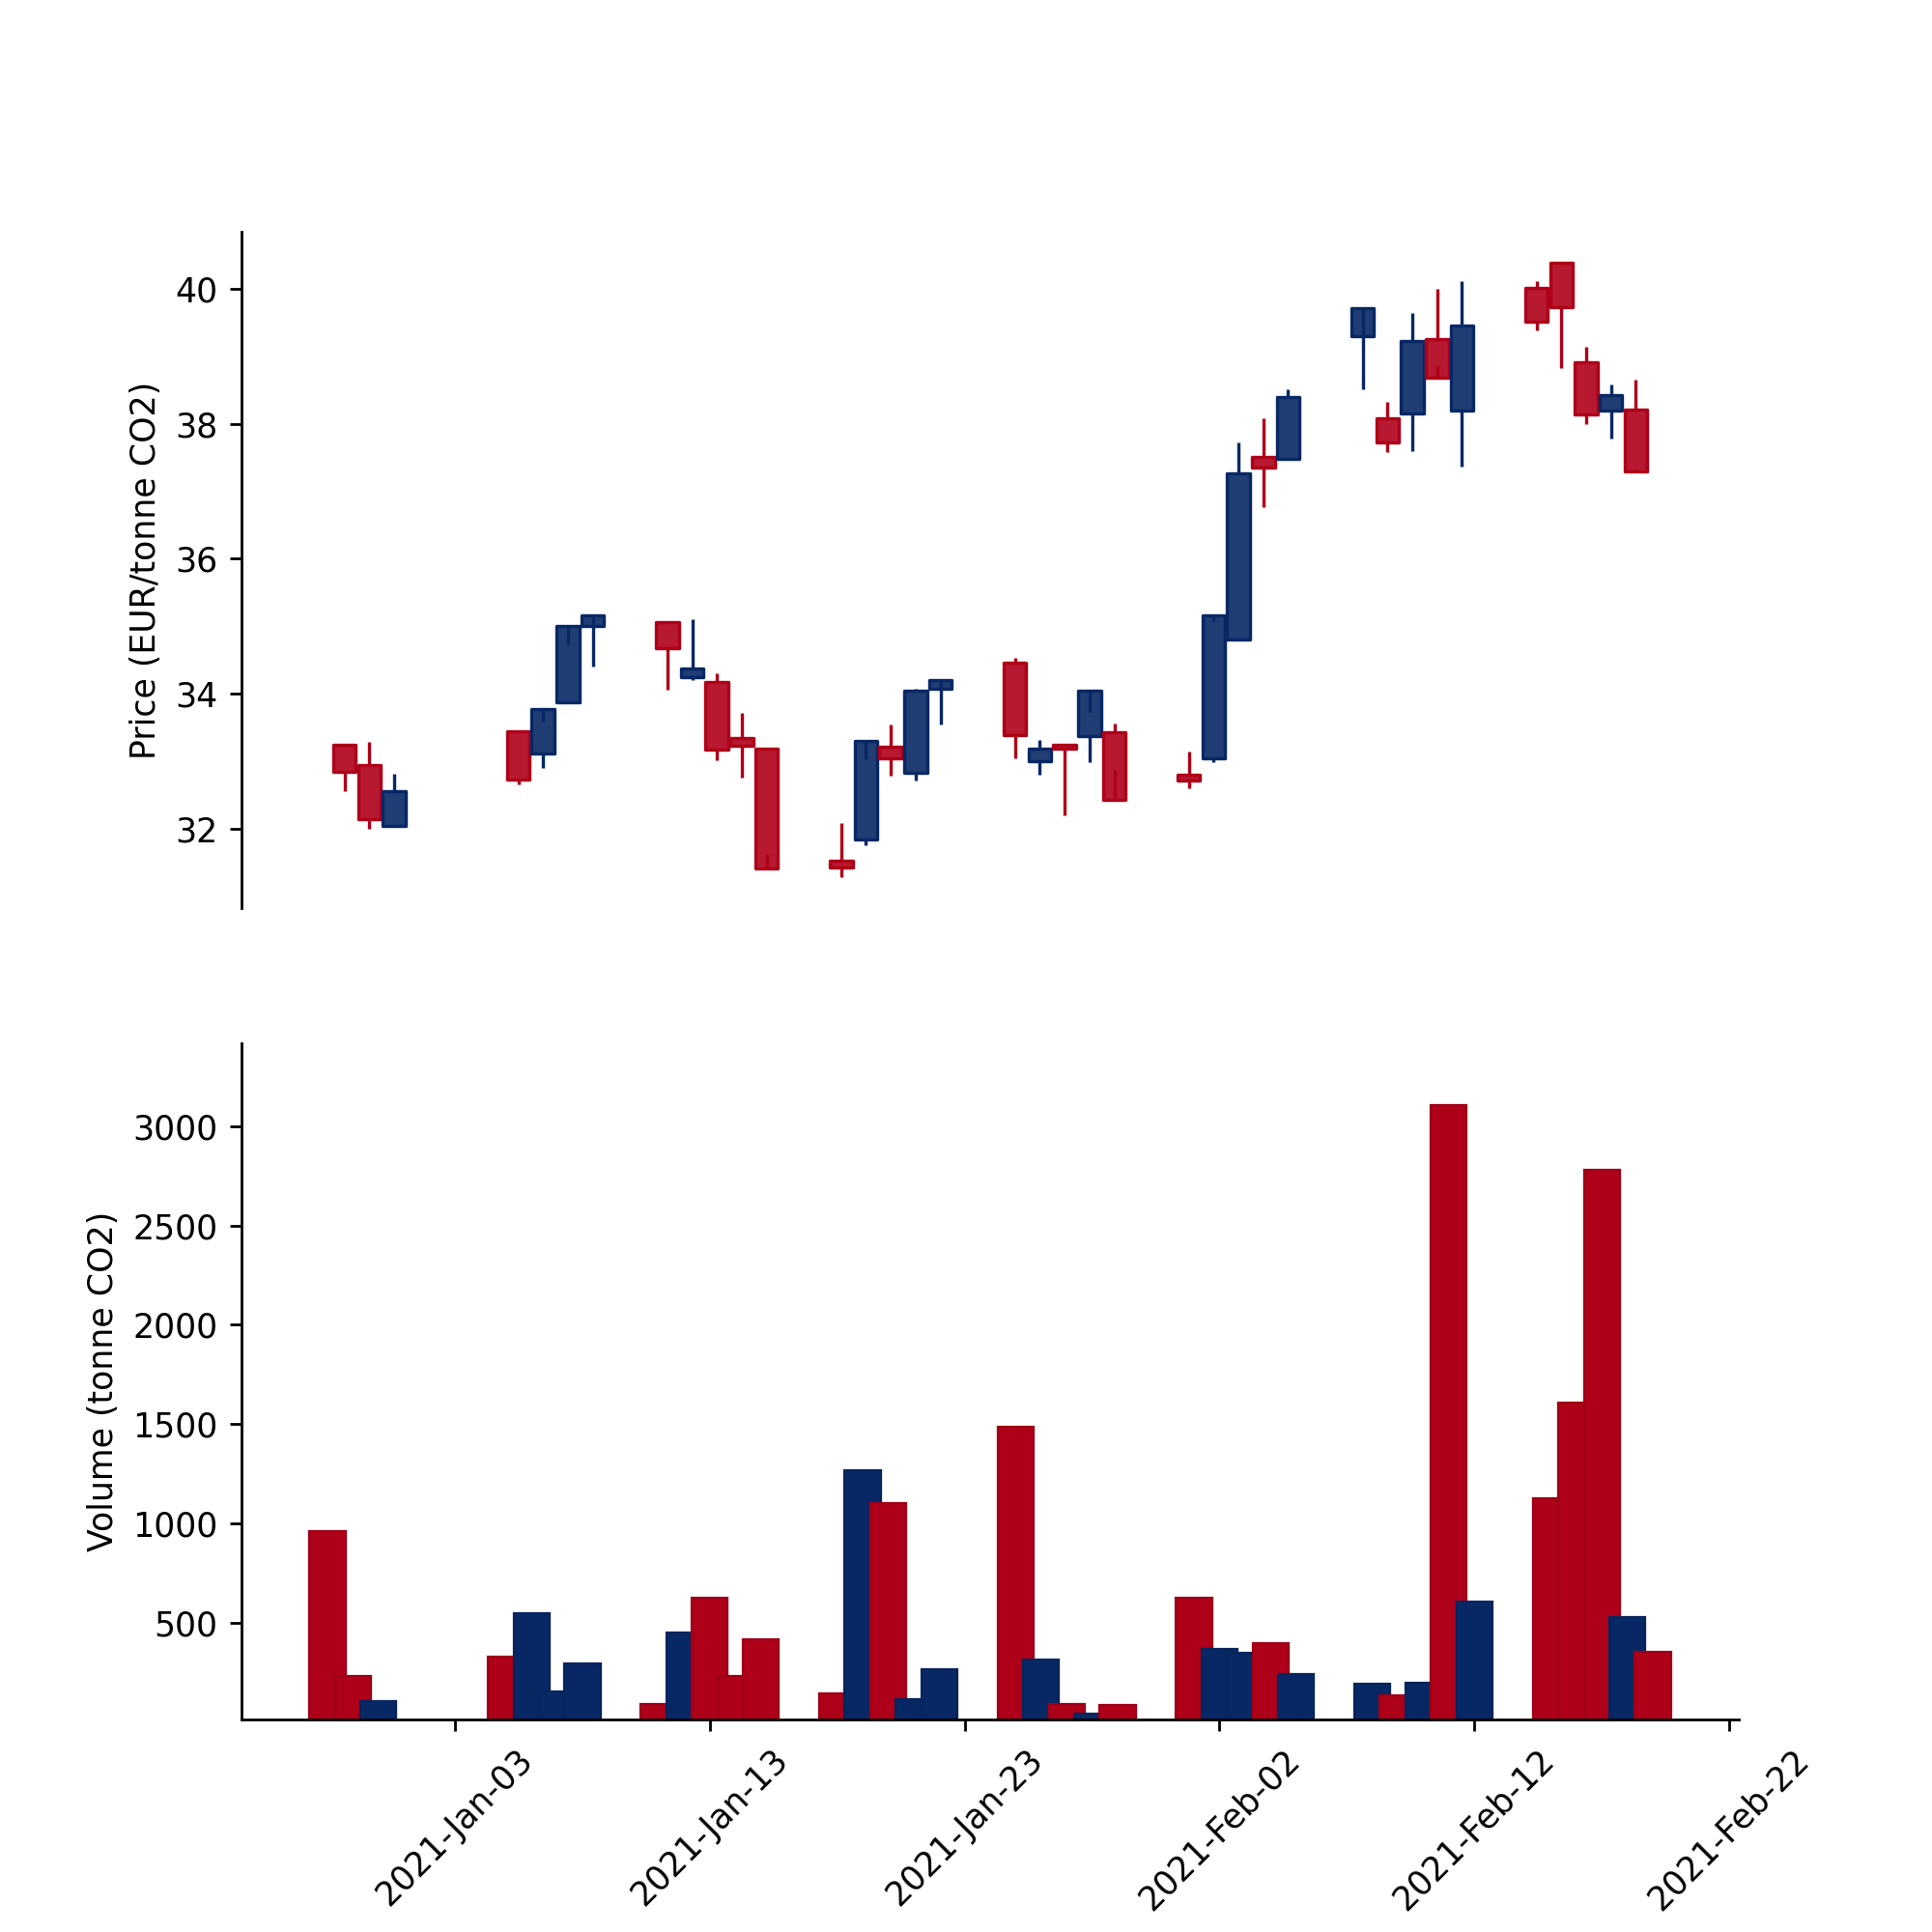 40
38
36
34
32
Price (EUR/tonne CO2)
3000
2500
2000
1500
1000
500
Volume (tonne CO2)
2021-Jan-03
2021-Jan-13
2021-Jan-23
2021-Feb-02
2021-Feb-12
2021-Feb-22